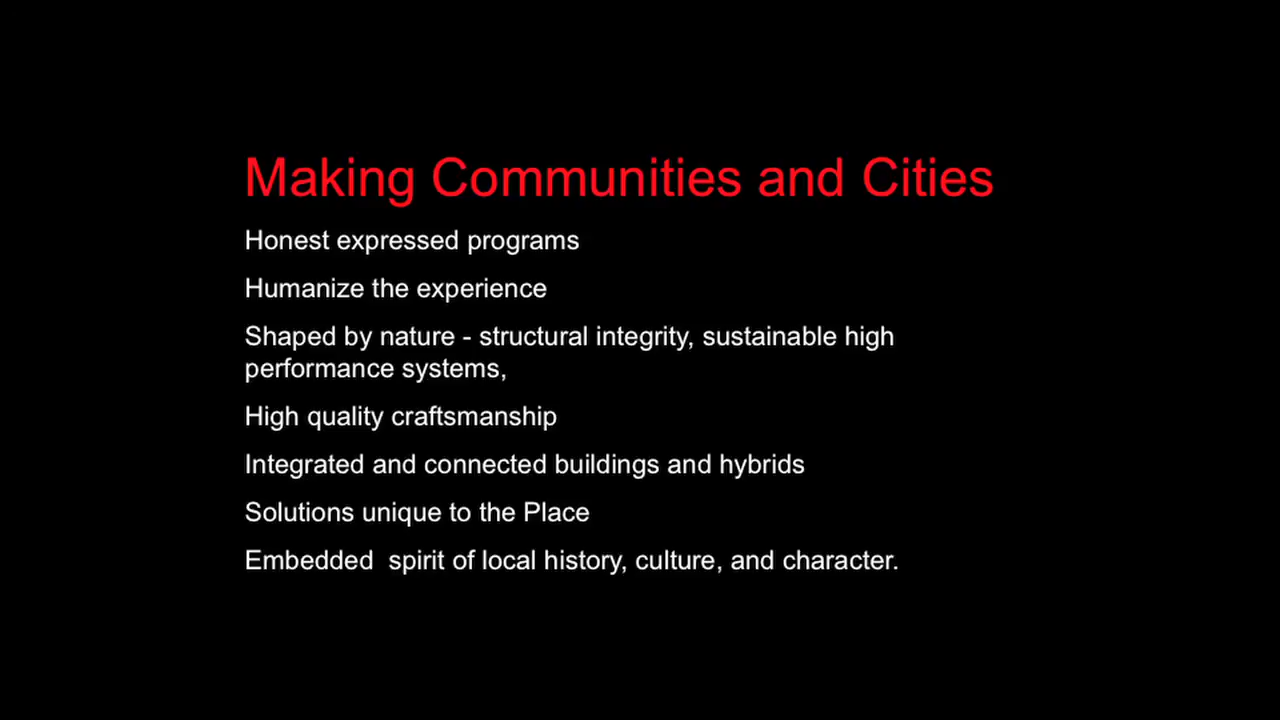 Making Communities and Cities
Honest expressed programs
Humanize the experience
Shaped by nature - structural integrity, sustainable high
performance systems,
High quality craftsmanship
Integrated and connected buildings and hybrids
Solutions unique to the Place
Embedded  spirit of local history, culture, and character.